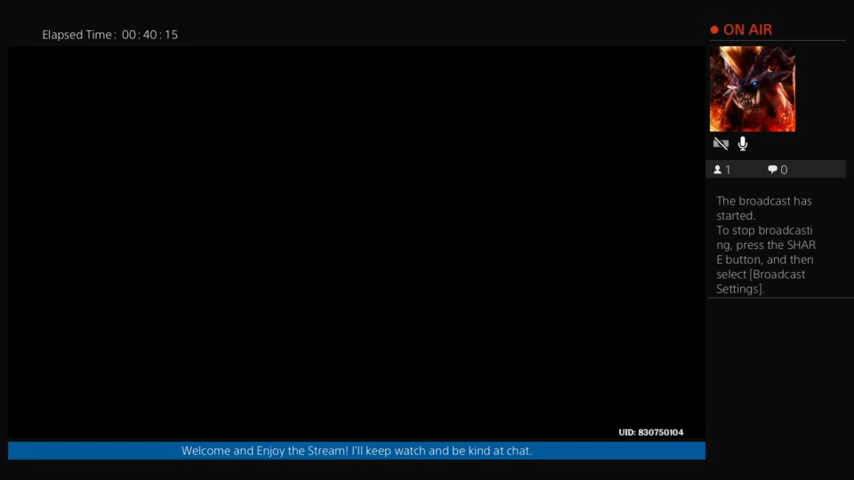 Elapsed Time: 00:40:15
ON AIR
1 0
The broadcast has
started.
To stop broadcasti
ng, press the SHAR
E button, and then
select [Broadcast
Settings].
UID: 830750104
Welcome and Enjoy the Stream! I'll keep watch and be kind at chat.